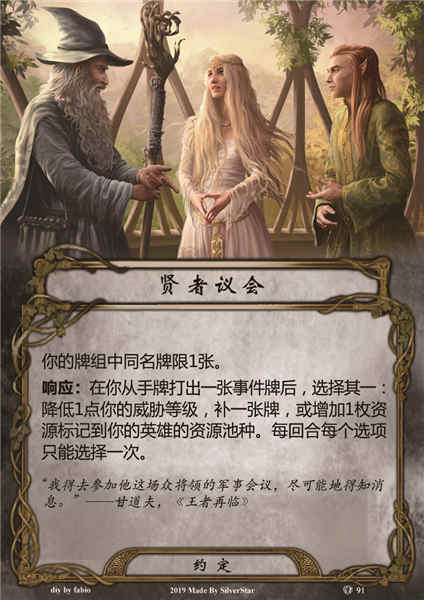 贤者议会
你的牌组中同名牌限1张。
响应：在你从手牌打出一张事件牌后，选择其一：
降低1点你的威胁等级，补一张牌，或增加1枚资
源标记到你的英雄的资源池种。每回合每个选项
只能选择一次。
“我得去参加他这场众将领的军事会议，尽可能地得知消
息。” ——甘道夫，《王者再临》
约定
diy by fabio 2019 Made By SilverStar 91